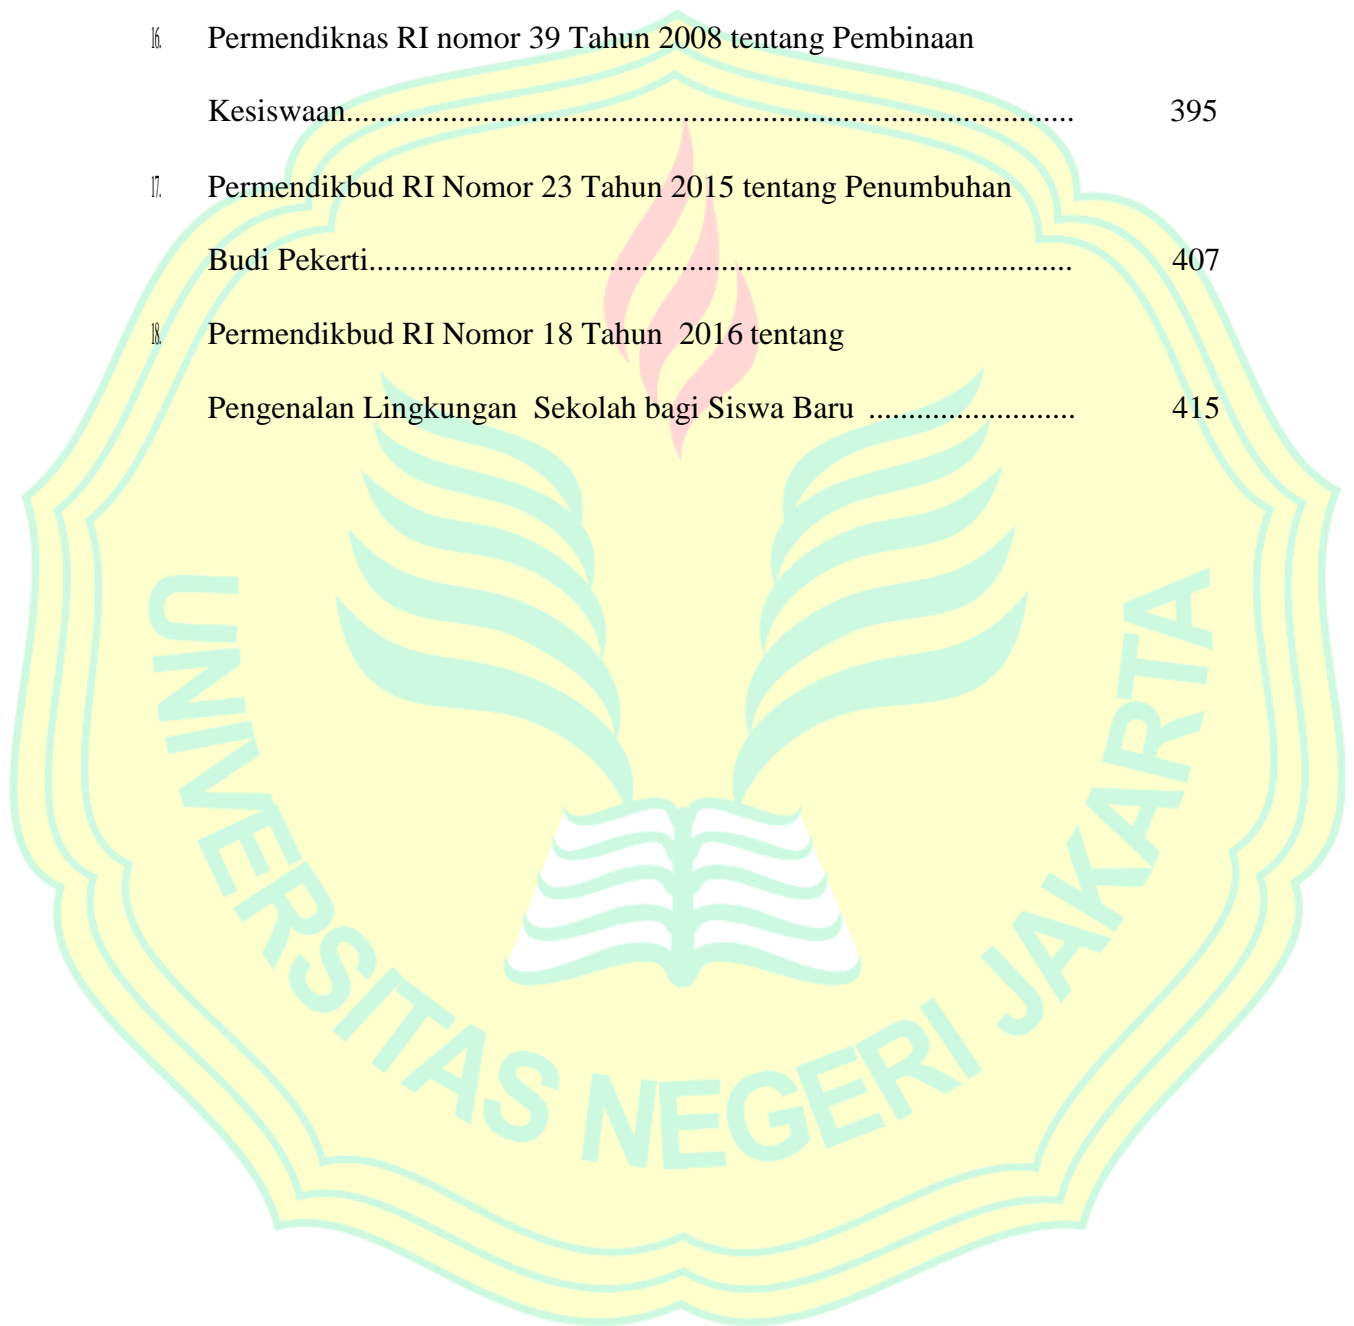 16. Permendiknas RI nomor 39 Tahun 2008 tentang Pembinaan
Kesiswaan........................................................................................... 395
17. Permendikbud RI Nomor 23 Tahun 2015 tentang Penumbuhan
Budi Pekerti........................................................................................ 407
18. Permendikbud RI Nomor 18 Tahun 2016 tentang
Pengenalan Lingkungan Sekolah bagi Siswa Baru .......................... 415
UNIVERSITAS NEGERI JAKARTA